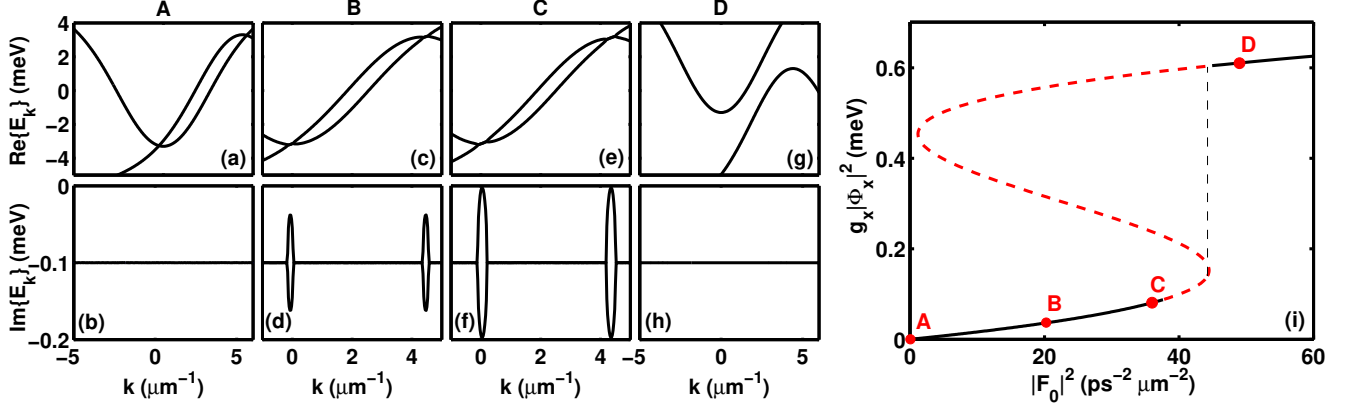 A B C D
Re{E_k} (meV)
4
2
0
−2
−4
(a) (c) (e) (g)
Im{E_k} (meV)
0
−0.1
−0.2
(b) (d) (f) (h)
−5 0 5
0 2 4
0 2 4
−5 0 5
k (μm⁻¹) k (μm⁻¹) k (μm⁻¹) k (μm⁻¹)
g_x|Φ_x|² (meV)
0.6
0.4
0.2
0
A
B
C
D
(i)
0 20 40 60
|F_0|² (ps⁻² μm⁻²)